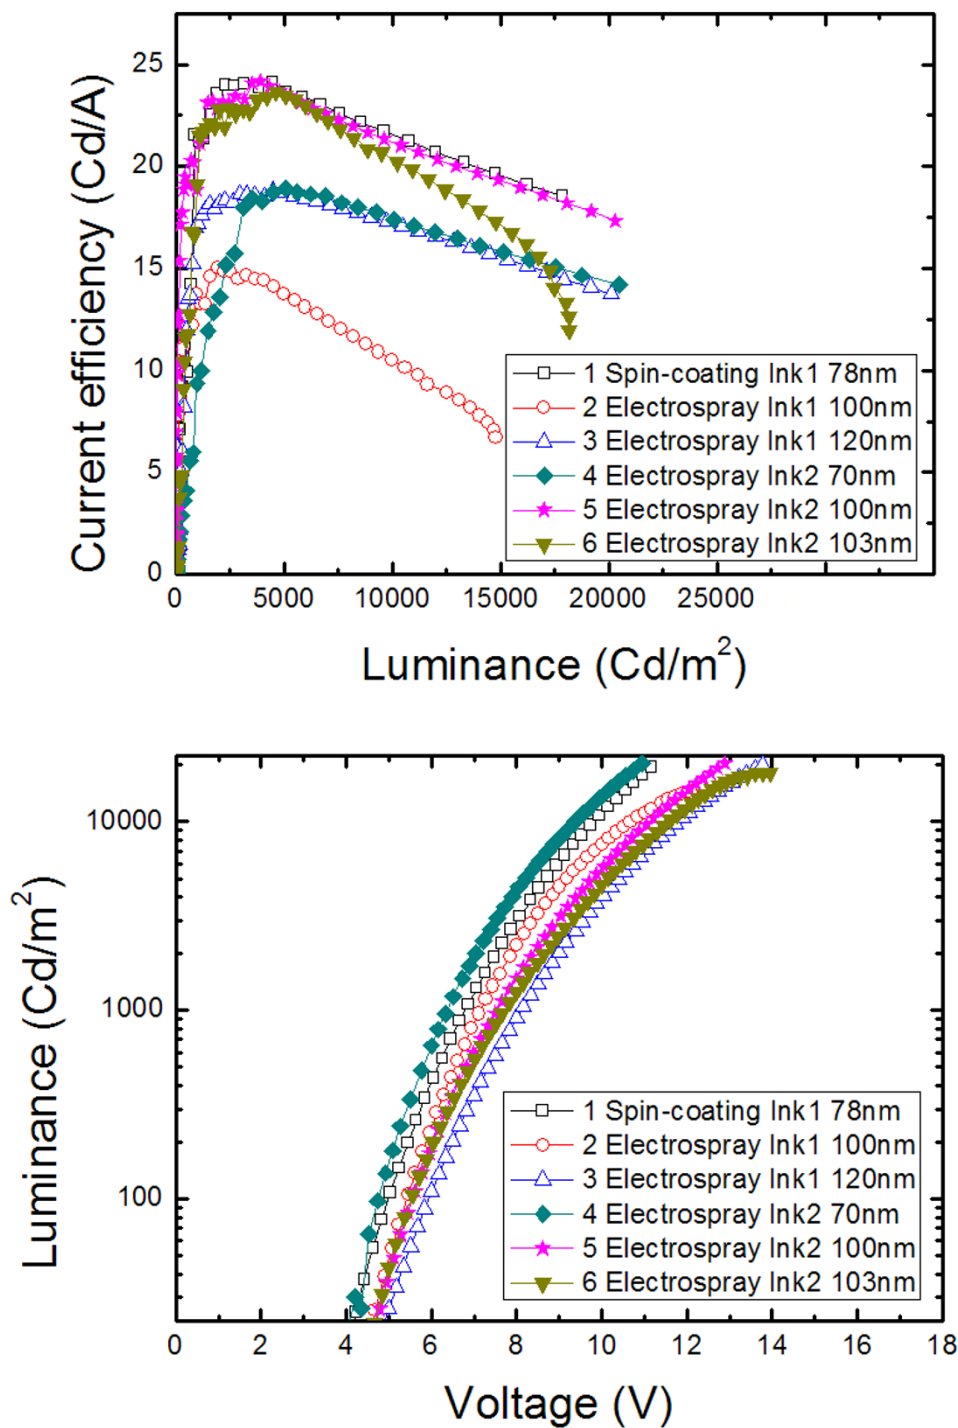 Current efficiency (Cd/A)
25
20
15
10
5
0
1 Spin-coating Ink1 78nm
2 Electrospray Ink1 100nm
3 Electrospray Ink1 120nm
4 Electrospray Ink2 70nm
5 Electrospray Ink2 100nm
6 Electrospray Ink2 103nm
0 5000 10000 15000 20000 25000
Luminance (Cd/m²)
Luminance (Cd/m²)
10000
1000
100
1 Spin-coating Ink1 78nm
2 Electrospray Ink1 100nm
3 Electrospray Ink1 120nm
4 Electrospray Ink2 70nm
5 Electrospray Ink2 100nm
6 Electrospray Ink2 103nm
0 2 4 6 8 10 12 14 16 18
Voltage (V)